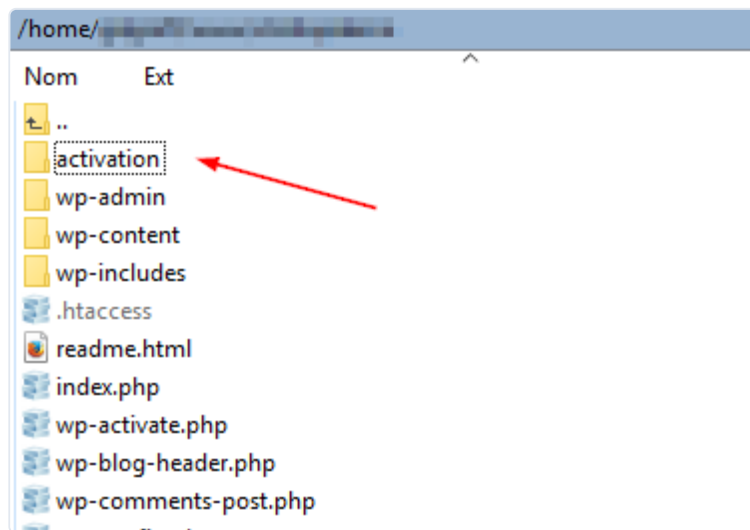 /home/
Nom Ext
..
activation
wp-admin
wp-content
wp-includes
.htaccess
readme.html
index.php
wp-activate.php
wp-blog-header.php
wp-comments-post.php